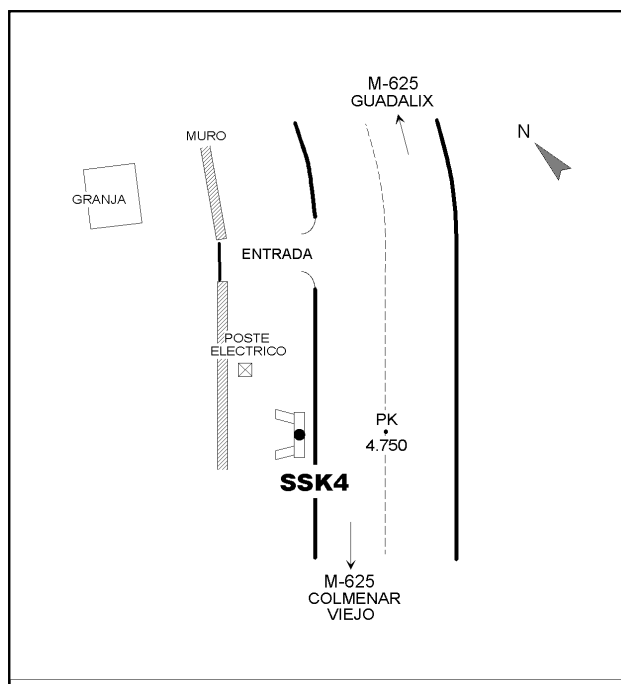 M-625
GUADALIX
N
MURO
GRANJA
ENTRADA
POSTE
ELECTRICO
PK
4.750
SSK4
M-625
COLMENAR
VIEJO